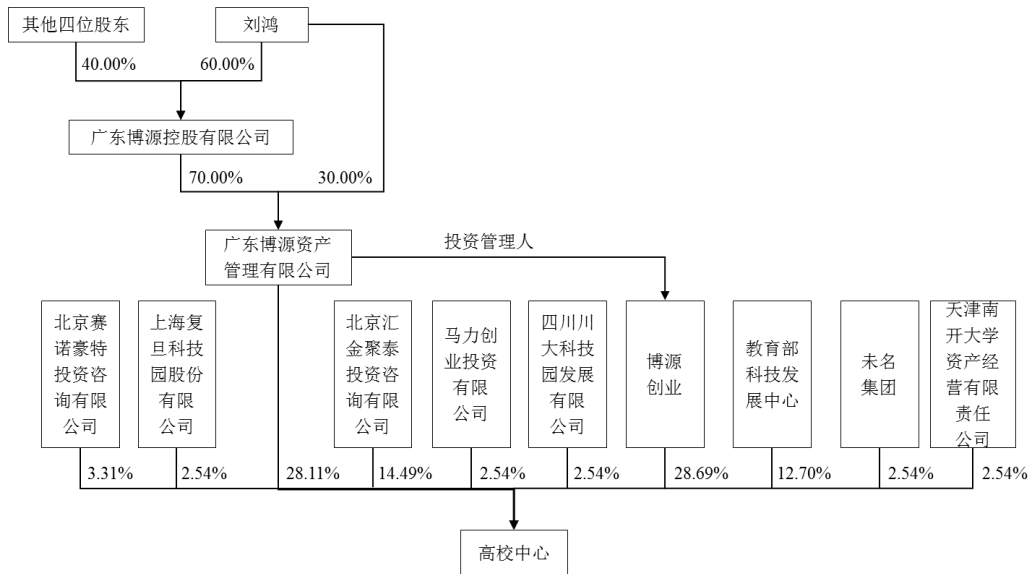 其他四位股东
刘鸿
40.00%
60.00%
广东博源控股有限公司
70.00%
30.00%
广东博源资产
管理有限公司
投资管理人
北京赛
诺豪特
投资咨
询有限
公司
上海复
旦科技
园股份
有限
公司
北京汇
金聚泰
投资咨
询有限
公司
马力创
业投资
有限
公司
四川川
大科技
园发展
有限
公司
博源
创业
教育部
科技发
展中心
未名
集团
天津南
开大学
资产经
营有限
责任
公司
3.31%
2.54%
28.11%
14.49%
2.54%
2.54%
28.69%
12.70%
2.54%
2.54%
高校中心